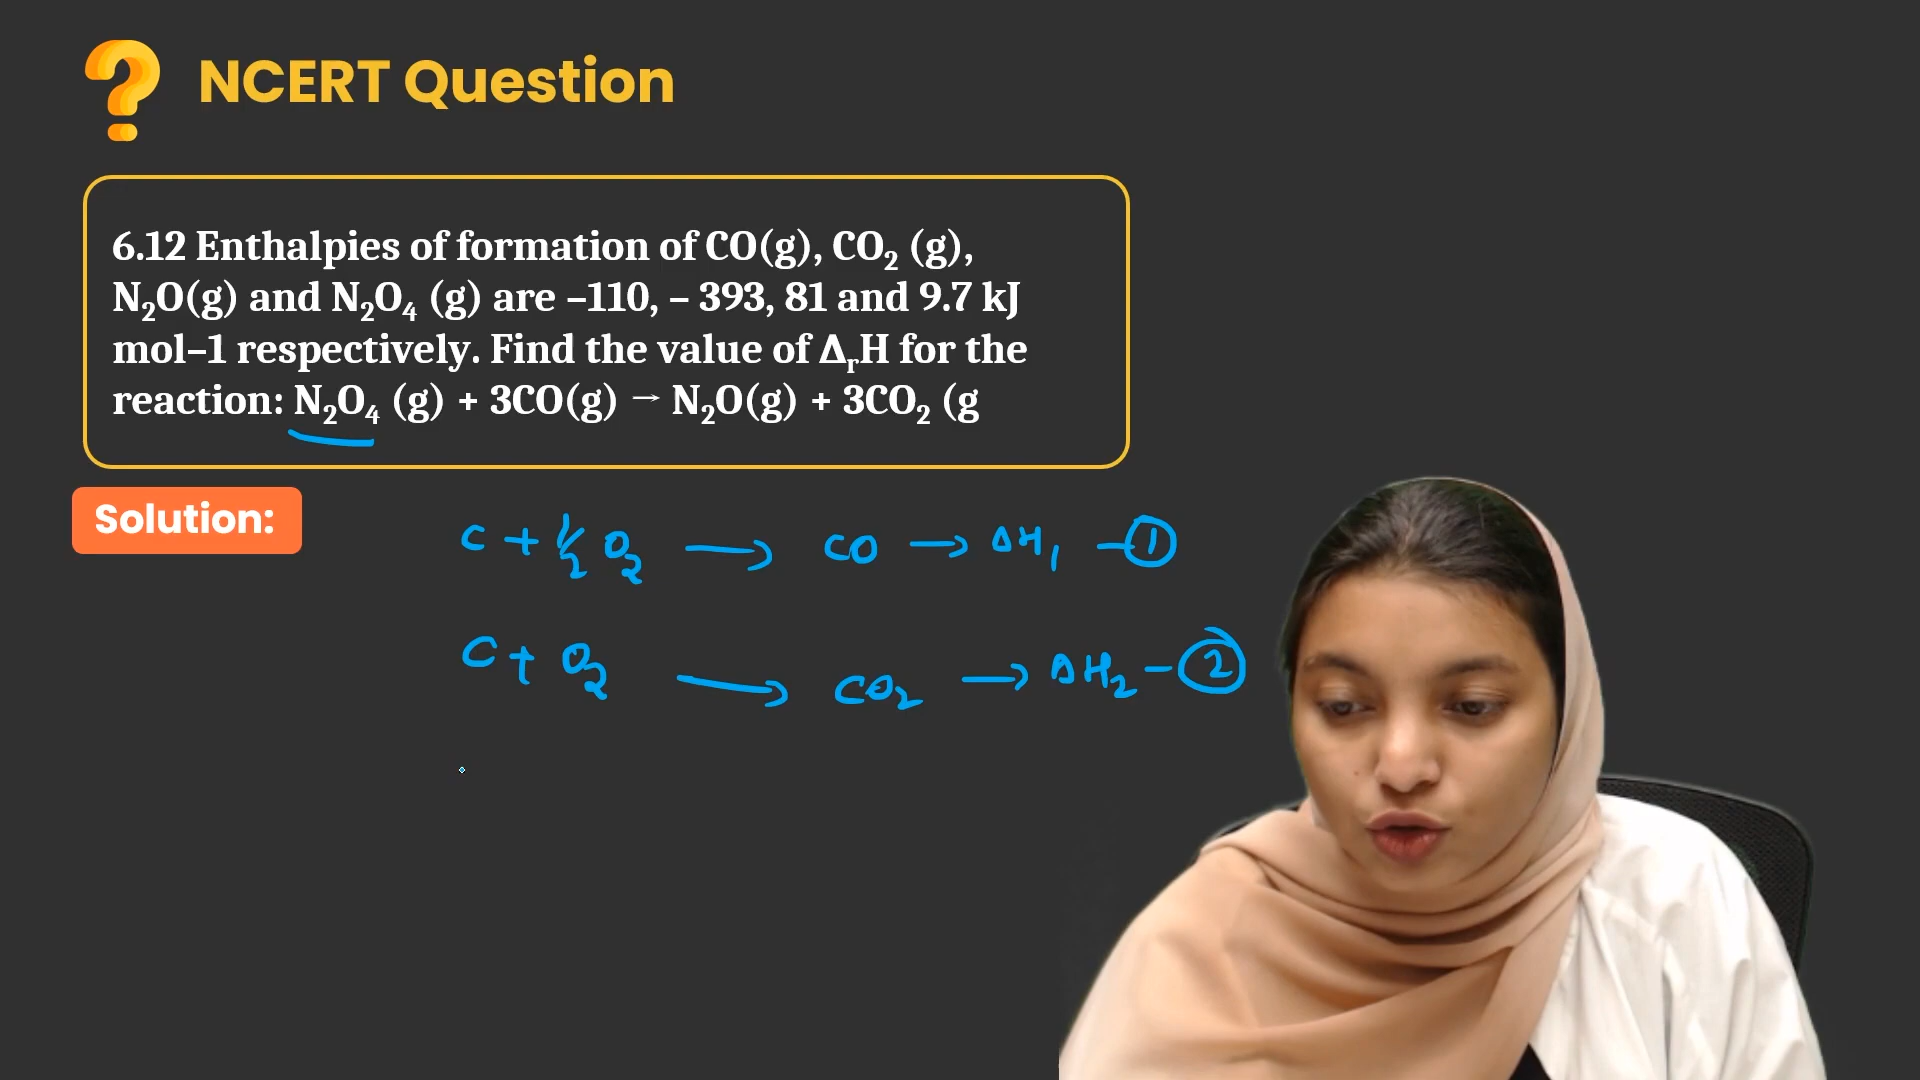 NCERT Question
6.12 Enthalpies of formation of CO(g), CO₂ (g),
N₂O(g) and N₂O₄ (g) are –110, – 393, 81 and 9.7 kJ
mol–1 respectively. Find the value of ΔᵣH for the
reaction: N₂O₄ (g) + 3CO(g) → N₂O(g) + 3CO₂ (g
Solution:
C + 1/2 O₂ → CO → ΔH₁ – ①
C + O₂ → CO₂ → ΔH₂ – ②